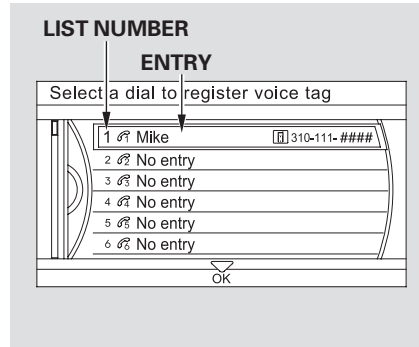 LIST NUMBER
ENTRY
Select a dial to register voice tag
1 Mike 310-111-####
2 No entry
3 No entry
4 No entry
5 No entry
6 No entry
OK